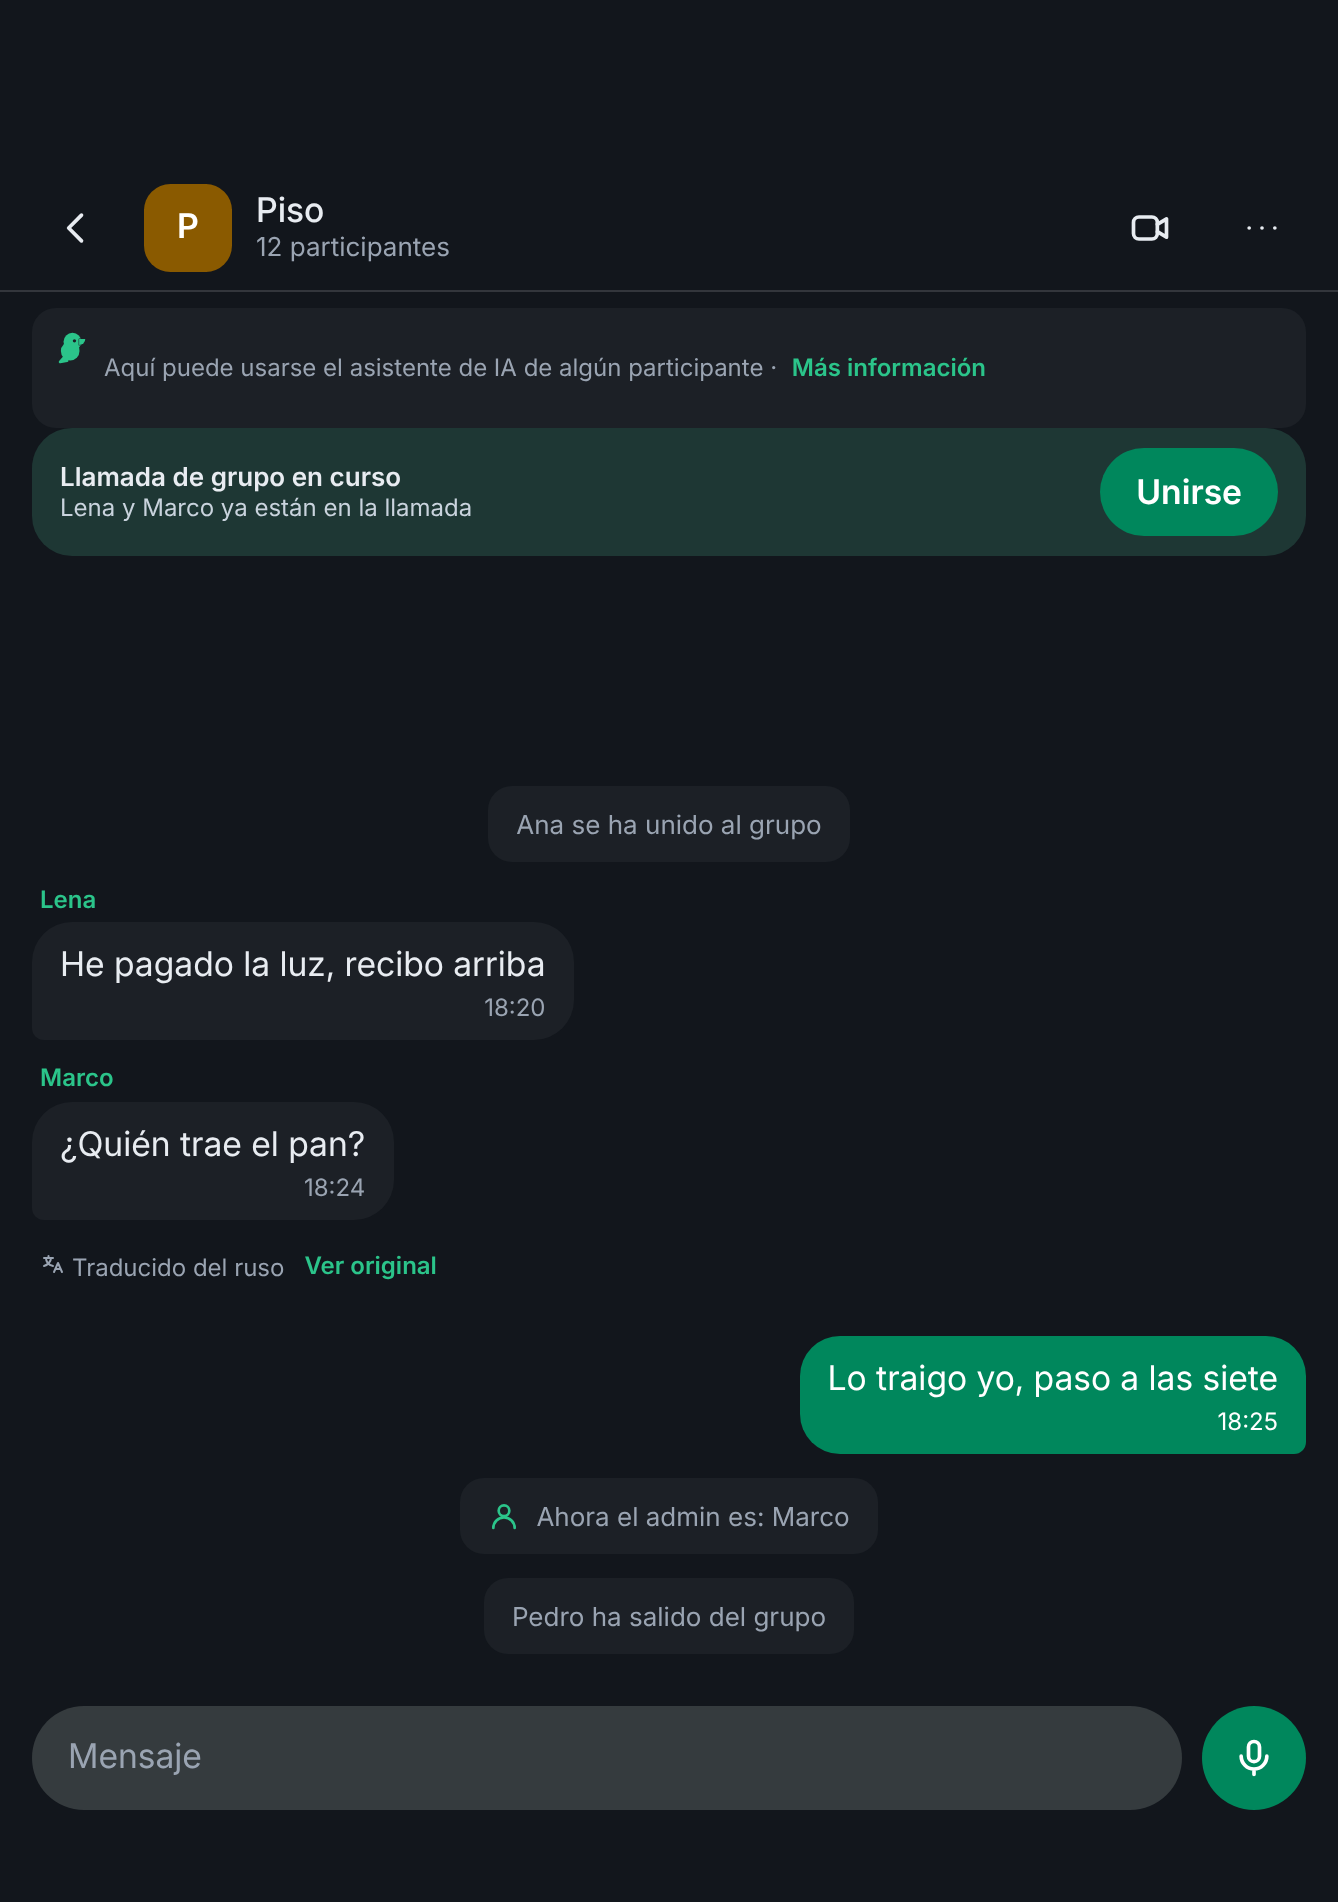 P
Piso
12 participantes
Aquí puede usarse el asistente de IA de algún participante · Más información
Llamada de grupo en curso
Lena y Marco ya están en la llamada
Unirse
Ana se ha unido al grupo
Lena
He pagado la luz, recibo arriba
18:20
Marco
¿Quién trae el pan?
18:24
Traducido del ruso Ver original
Lo traigo yo, paso a las siete
18:25
Ahora el admin es: Marco
Pedro ha salido del grupo
Mensaje